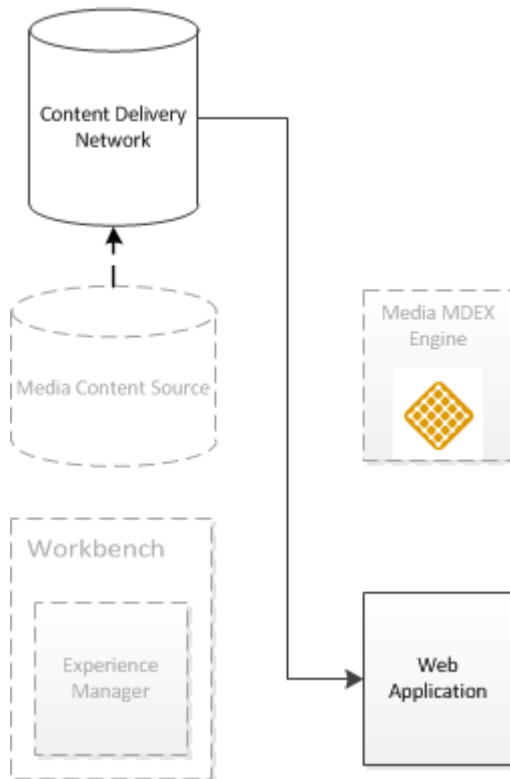 Content Delivery
Network
Media Content Source
Media MDEX
Engine
Workbench
Experience
Manager
Web
Application